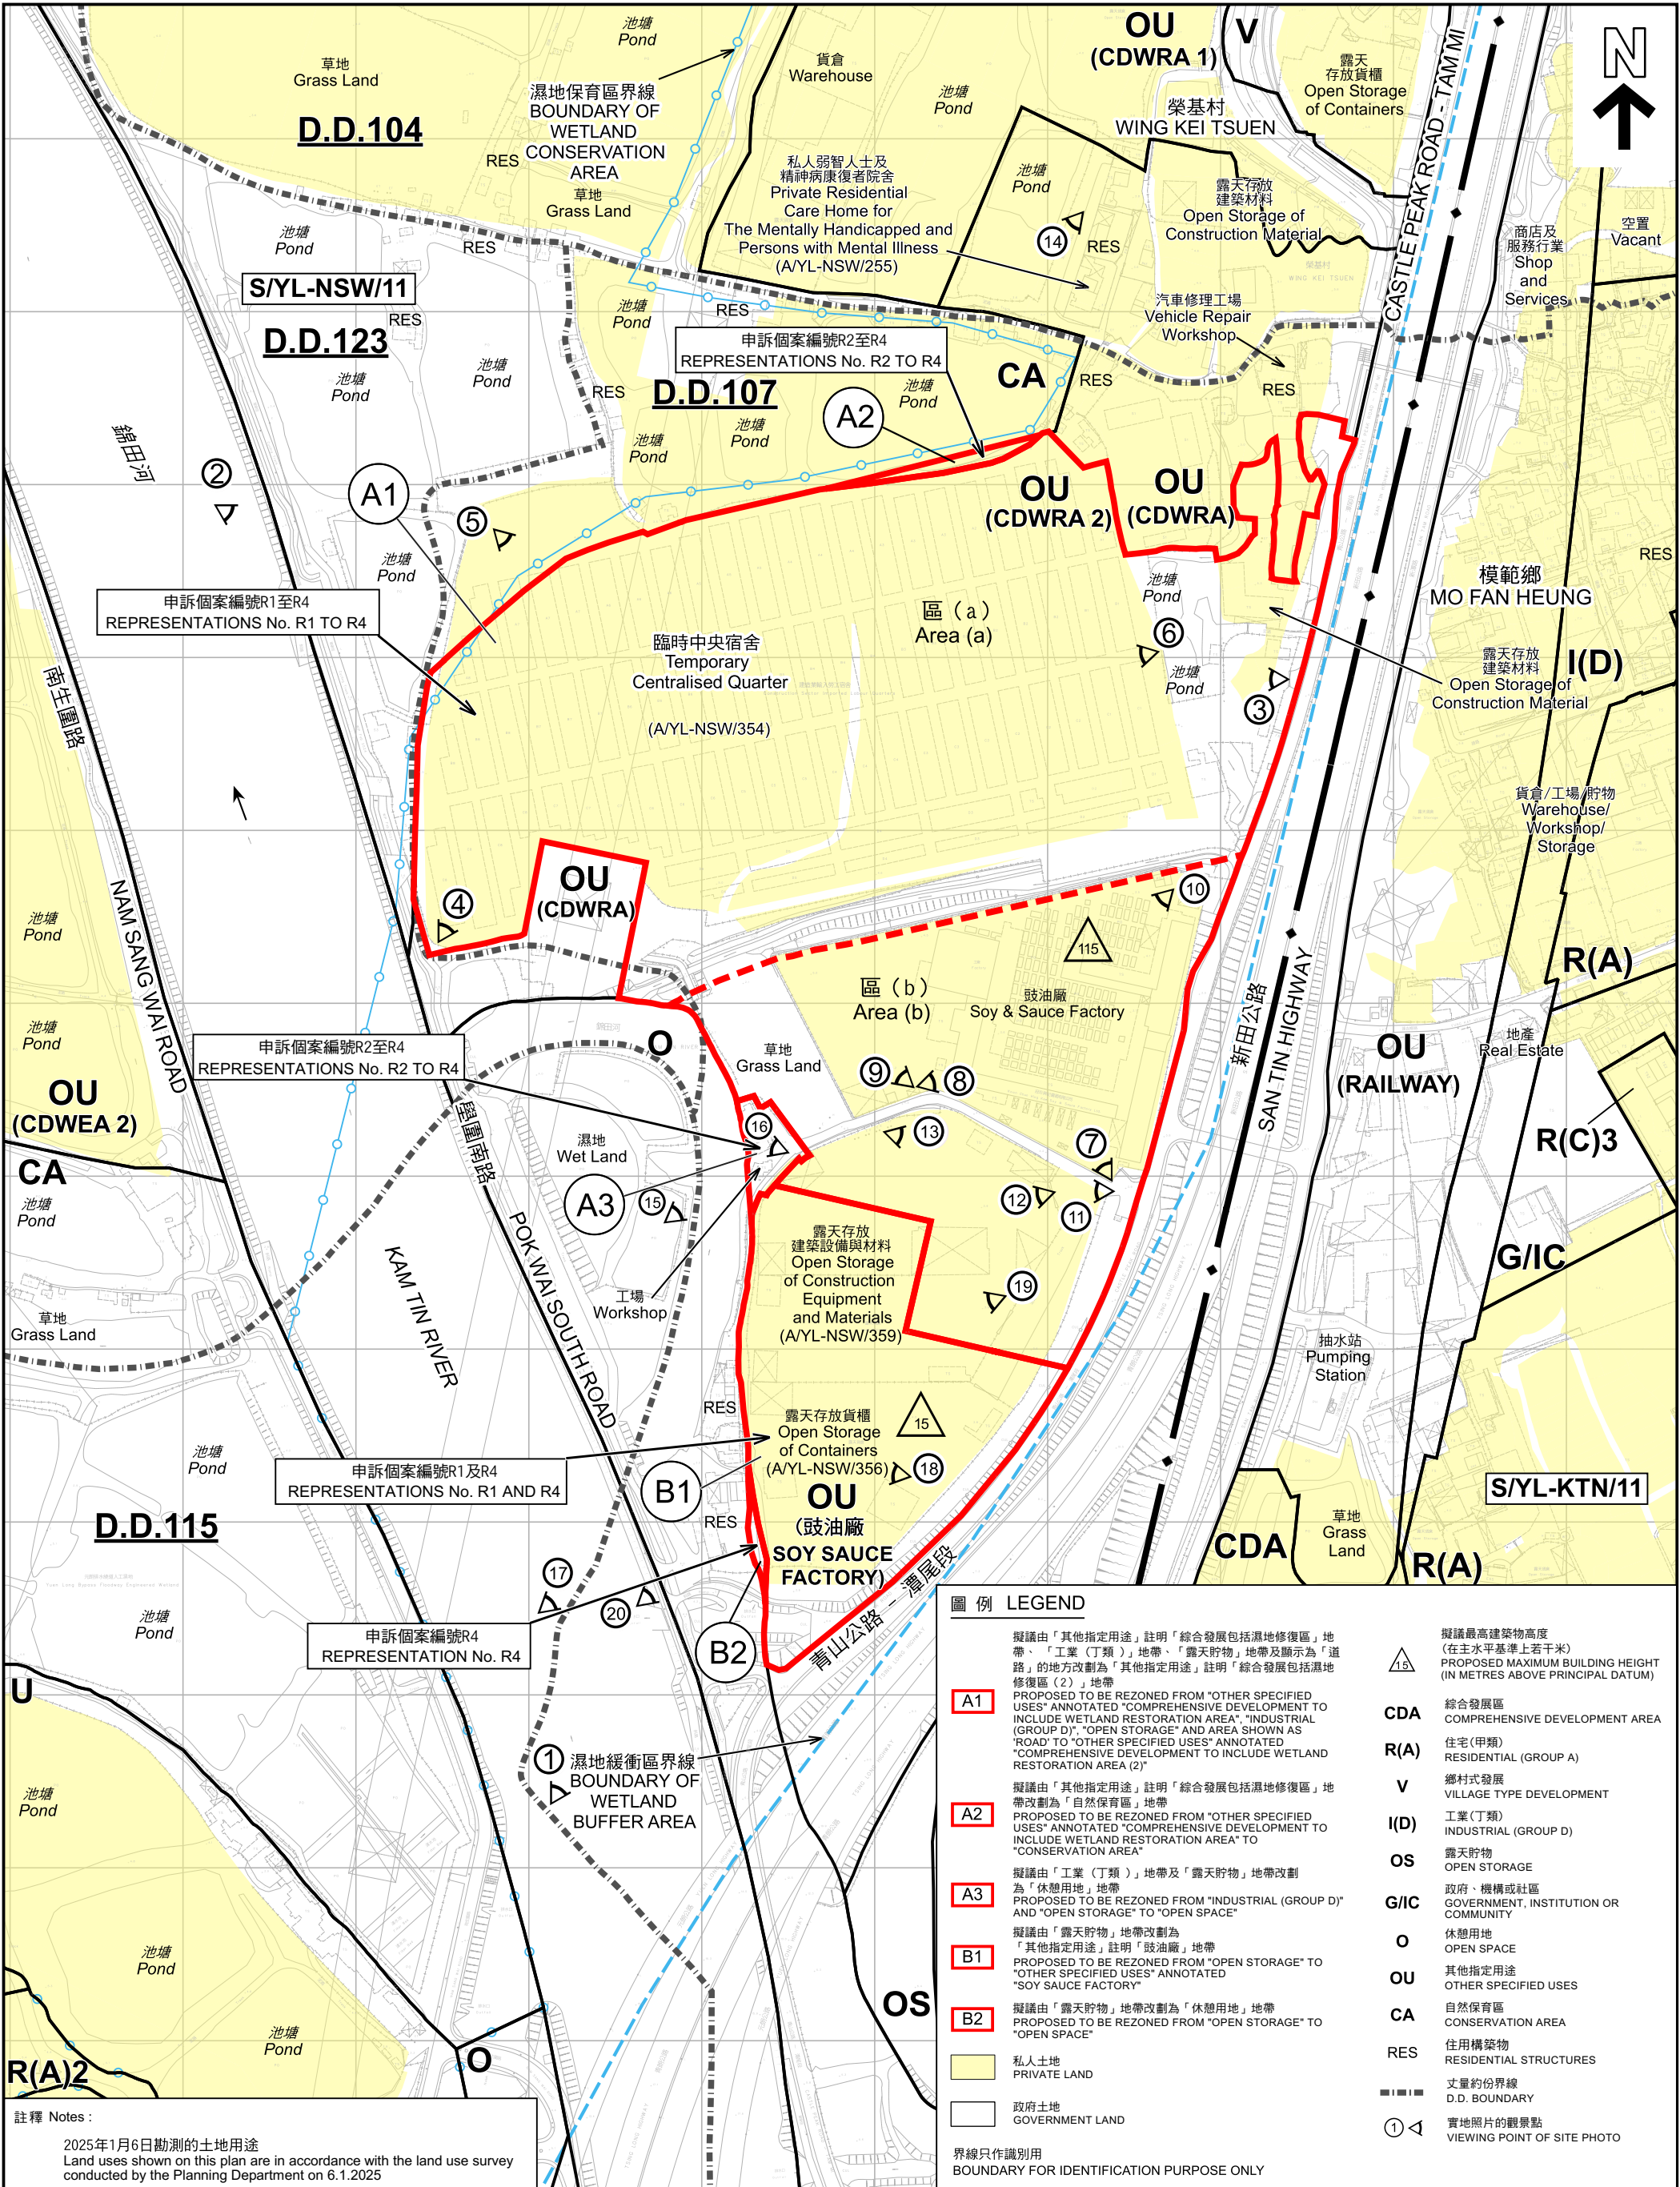 池塘
Pond
草地
Grass Land
D.D.104
濕地保育區界線
BOUNDARY OF
WETLAND
CONSERVATION
AREA
RES
草地
Grass Land
貨倉
Warehouse
池塘
Pond
OU
(CDWRA 1)
V
露天
存放貨櫃
Open Storage
of Containers
CASTLE PEAK ROAD - TAM MI
N
榮基村
WING KEI TSUEN
私人弱智人士及
精神病康復者院舍
Private Residential
Care Home for
The Mentally Handicapped and
Persons with Mental Illness
(A/YL-NSW/255)
池塘
Pond
14
RES
露天存放
建築材料
Open Storage of
Construction Material
榮基村
WING KEI TSUEN
商店及
服務行業
Shop
and
Services
空置
Vacant
池塘
Pond
RES
S/YL-NSW/11
RES
D.D.123
池塘
Pond
池塘
Pond
池塘
Pond
RES
汽車修理工場
Vehicle Repair
Workshop
申訴個案編號R2至R4
REPRESENTATIONS No. R2 TO R4
CA
RES
RES
RES
D.D.107
池塘
Pond
A2
池塘
Pond
池塘
Pond
錦田河
2
A1
5
OU
(CDWRA 2)
OU
(CDWRA)
池塘
Pond
池塘
Pond
RES
模範鄉
MO FAN HEUNG
申訴個案編號R1至R4
REPRESENTATIONS No. R1 TO R4
區（a）
Area (a)
6
臨時中央宿舍
Temporary
Centralised Quarter
(A/YL-NSW/354)
池塘
Pond
3
露天存放
建築材料
Open Storage of
Construction Material
I(D)
南生圍路
貨倉/工場/貯物
Warehouse/
Workshop/
Storage
OU
(CDWRA)
4
10
115
NAM SANG WAI ROAD
池塘
Pond
R(A)
區（b）
Area (b)
豉油廠
Soy & Sauce Factory
新田公路
SAN TIN HIGHWAY
池塘
Pond
申訴個案編號R2至R4
REPRESENTATIONS No. R2 TO R4
O
草地
Grass Land
9
8
地產
Real Estate
OU
(RAILWAY)
OU
(CDWEA 2)
壆圍南路
16
13
7
R(C)3
濕地
Wet Land
CA
池塘
Pond
A3
15
12
11
POK WAI SOUTH ROAD
KAM TIN RIVER
露天存放
建築設備與材料
Open Storage
of Construction
Equipment
and Materials
(A/YL-NSW/359)
G/IC
工場
Workshop
19
草地
Grass Land
抽水站
Pumping
Station
RES
露天存放貨櫃
Open Storage
of Containers
(A/YL-NSW/356)
15
池塘
Pond
申訴個案編號R1及R4
REPRESENTATIONS No. R1 AND R4
B1
18
S/YL-KTN/11
OU
(豉油廠
SOY SAUCE
FACTORY)
RES
D.D.115
草地
Grass
Land
CDA
R(A)
17
20
池塘
Pond
申訴個案編號R4
REPRESENTATION No. R4
B2
青山公路 - 潭尾段
U
1
濕地緩衝區界線
BOUNDARY OF
WETLAND
BUFFER AREA
池塘
Pond
池塘
Pond
OS
池塘
Pond
R(A)2
O
註釋 Notes :
2025年1月6日勘測的土地用途
Land uses shown on this plan are in accordance with the land use survey
conducted by the Planning Department on 6.1.2025
圖 例 LEGEND
擬議由「其他指定用途」註明「綜合發展包括濕地修復區」地
帶、「工業（丁類）」地帶、「露天貯物」地帶及顯示為「道
路」的地方改劃為「其他指定用途」註明「綜合發展包括濕地
修復區（2）」地帶
A1
PROPOSED TO BE REZONED FROM "OTHER SPECIFIED
USES" ANNOTATED "COMPREHENSIVE DEVELOPMENT TO
INCLUDE WETLAND RESTORATION AREA", "INDUSTRIAL
(GROUP D)", "OPEN STORAGE" AND AREA SHOWN AS
'ROAD' TO "OTHER SPECIFIED USES" ANNOTATED
"COMPREHENSIVE DEVELOPMENT TO INCLUDE WETLAND
RESTORATION AREA (2)"
擬議由「其他指定用途」註明「綜合發展包括濕地修復區」地
帶改劃為「自然保育區」地帶
A2
PROPOSED TO BE REZONED FROM "OTHER SPECIFIED
USES" ANNOTATED "COMPREHENSIVE DEVELOPMENT TO
INCLUDE WETLAND RESTORATION AREA" TO
"CONSERVATION AREA"
擬議由「工業（丁類）」地帶及「露天貯物」地帶改劃
為「休憩用地」地帶
A3
PROPOSED TO BE REZONED FROM "INDUSTRIAL (GROUP D)"
AND "OPEN STORAGE" TO "OPEN SPACE"
擬議由「露天貯物」地帶改劃為
「其他指定用途」註明「豉油廠」地帶
B1
PROPOSED TO BE REZONED FROM "OPEN STORAGE" TO
"OTHER SPECIFIED USES" ANNOTATED
"SOY SAUCE FACTORY"
擬議由「露天貯物」地帶改劃為「休憩用地」地帶
B2
PROPOSED TO BE REZONED FROM "OPEN STORAGE" TO
"OPEN SPACE"
私人土地
PRIVATE LAND
政府土地
GOVERNMENT LAND
界線只作識別用
BOUNDARY FOR IDENTIFICATION PURPOSE ONLY
擬議最高建築物高度
（在主水平基準上若干米）
15
PROPOSED MAXIMUM BUILDING HEIGHT
(IN METRES ABOVE PRINCIPAL DATUM)
CDA 綜合發展區
COMPREHENSIVE DEVELOPMENT AREA
R(A) 住宅（甲類）
RESIDENTIAL (GROUP A)
V 鄉村式發展
VILLAGE TYPE DEVELOPMENT
I(D) 工業（丁類）
INDUSTRIAL (GROUP D)
OS 露天貯物
OPEN STORAGE
G/IC 政府、機構或社區
GOVERNMENT, INSTITUTION OR
COMMUNITY
O 休憩用地
OPEN SPACE
OU 其他指定用途
OTHER SPECIFIED USES
CA 自然保育區
CONSERVATION AREA
RES 住用構築物
RESIDENTIAL STRUCTURES
丈量約份界線
D.D. BOUNDARY
1 實地照片的觀景點
VIEWING POINT OF SITE PHOTO